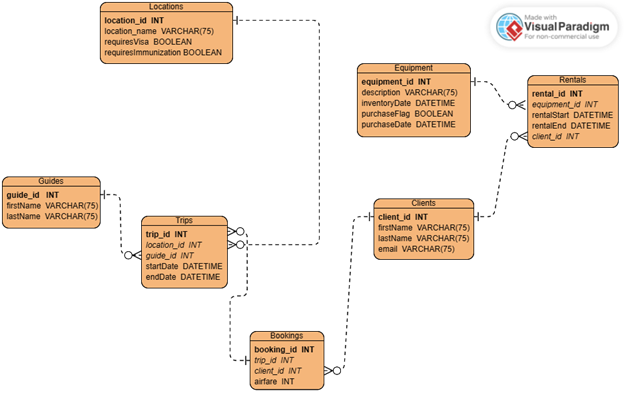 Locations
location_id INT
location_name VARCHAR(75)
requiresVisa BOOLEAN
requiresImmunization BOOLEAN
Made with
VisualParadigm
For non-commercial use
Equipment
equipment_id INT
description VARCHAR(75)
inventoryDate DATETIME
purchaseFlag BOOLEAN
purchaseDate DATETIME
Rentals
rental_id INT
equipment_id INT
rentalStart DATETIME
rentalEnd DATETIME
client_id INT
Guides
guide_id INT
firstName VARCHAR(75)
lastName VARCHAR(75)
Trips
trip_id INT
location_id INT
guide_id INT
startDate DATETIME
endDate DATETIME
Clients
client_id INT
firstName VARCHAR(75)
lastName VARCHAR(75)
email VARCHAR(75)
Bookings
booking_id INT
trip_id INT
client_id INT
airfare INT